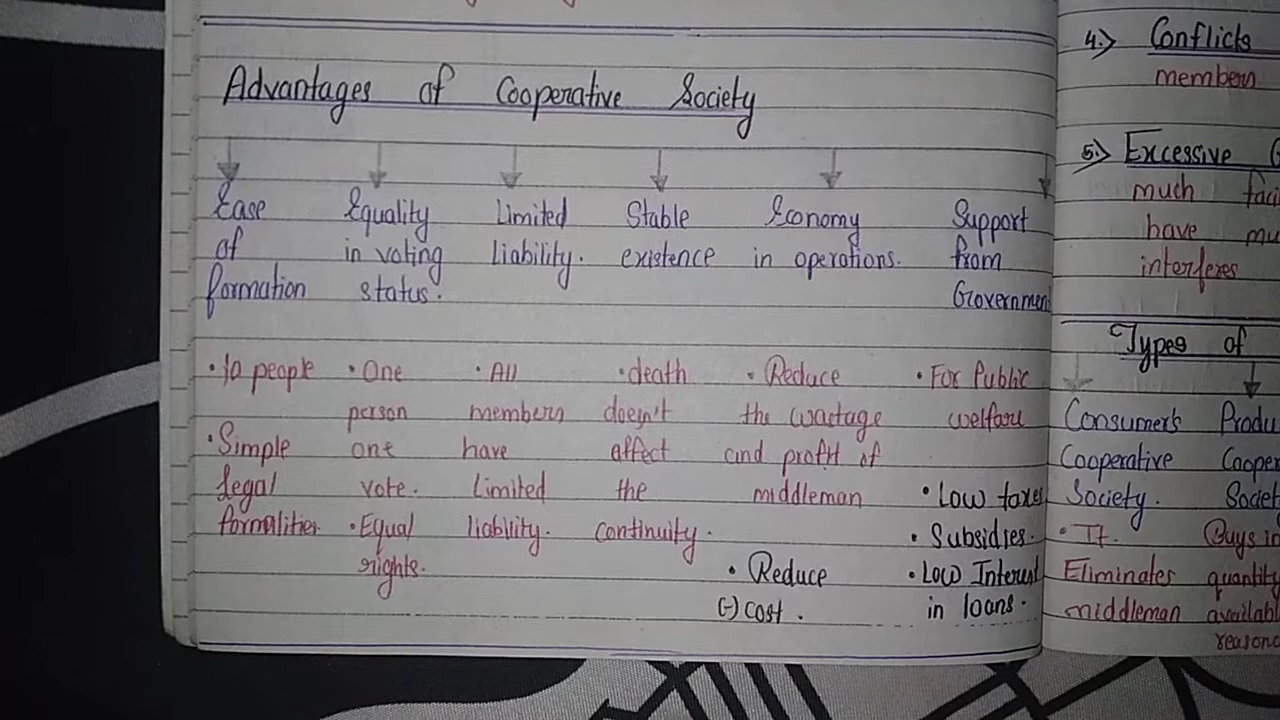 Advantages of Cooperative Society
Ease Equality Limited Stable Economy Support
of in voting liability. existence in operations. from
formation status. Governmen
• 10 people • One • All • death • Reduce • For Public
person members doesn't the wastage welfare
• Simple one have affect and profit of
legal vote. Limited the middleman • Low taxes
formalities. • Equal liability. continuity. • Subsidies.
rights. • Reduce • Low Interest
(-) cost. in loans.
4.) Conflicts
members
5.) Excessive
much
have
interferes
Types of
Consumer's Produ
Cooperative Cooper
Society. Societ
• It. Buys in
Eliminates quantity
middleman availabl
reasona